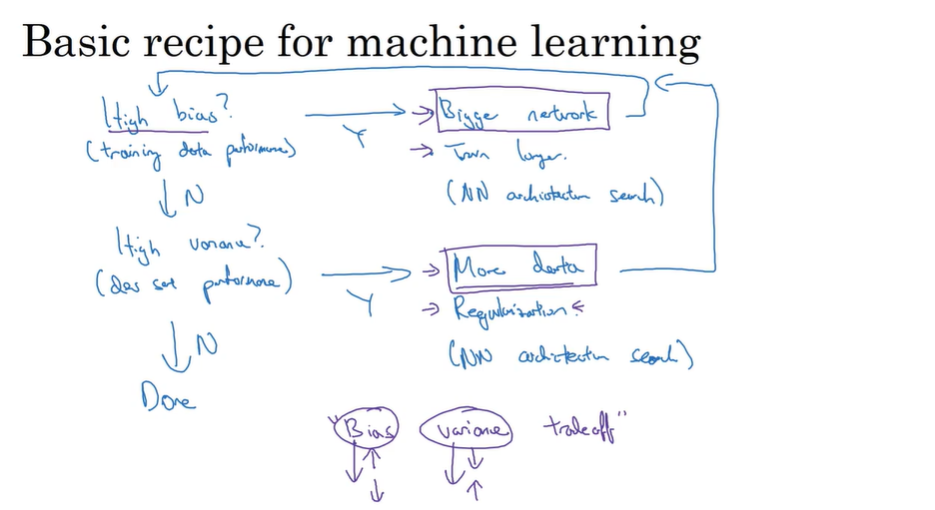 Basic recipe for machine learning
High bias?
(training data performance)
Y
Bigger network
Train longer.
(NN architecture search)
N
High variance?
(dev set performance)
Y
More data
Regularization
(NN architecture search)
N
Done
"Bias variance tradeoff"